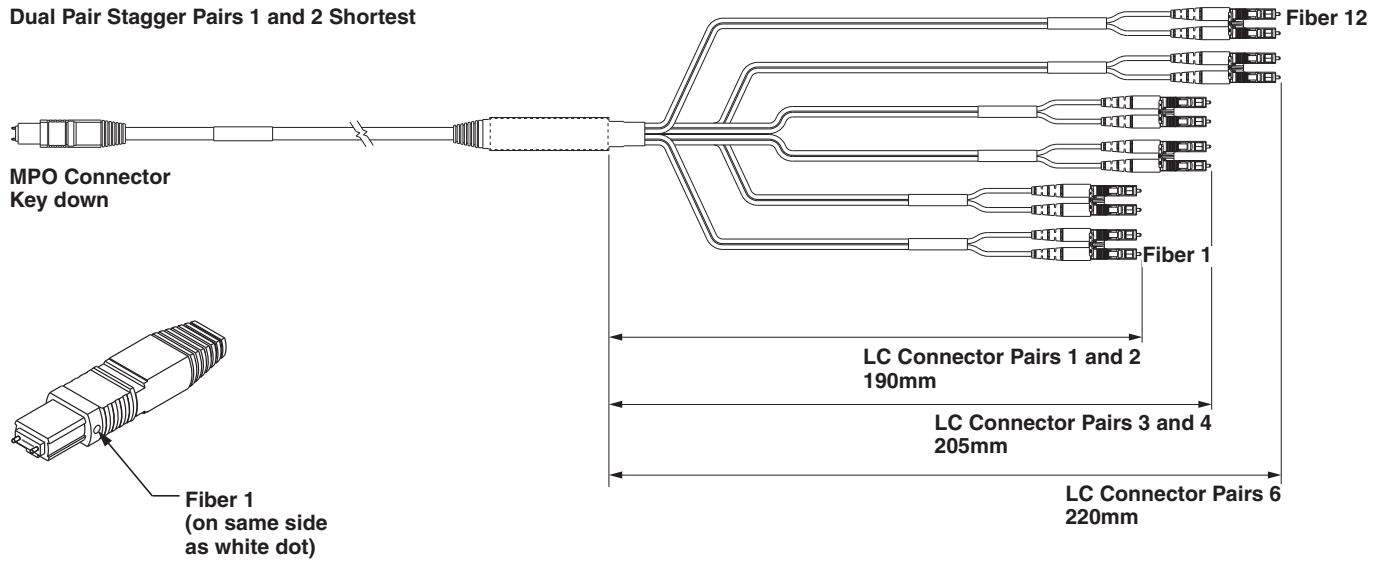 Dual Pair Stagger Pairs 1 and 2 Shortest
Fiber 12
MPO Connector
Key down
Fiber 1
LC Connector Pairs 1 and 2
190mm
LC Connector Pairs 3 and 4
205mm
LC Connector Pairs 6
220mm
Fiber 1
(on same side
as white dot)